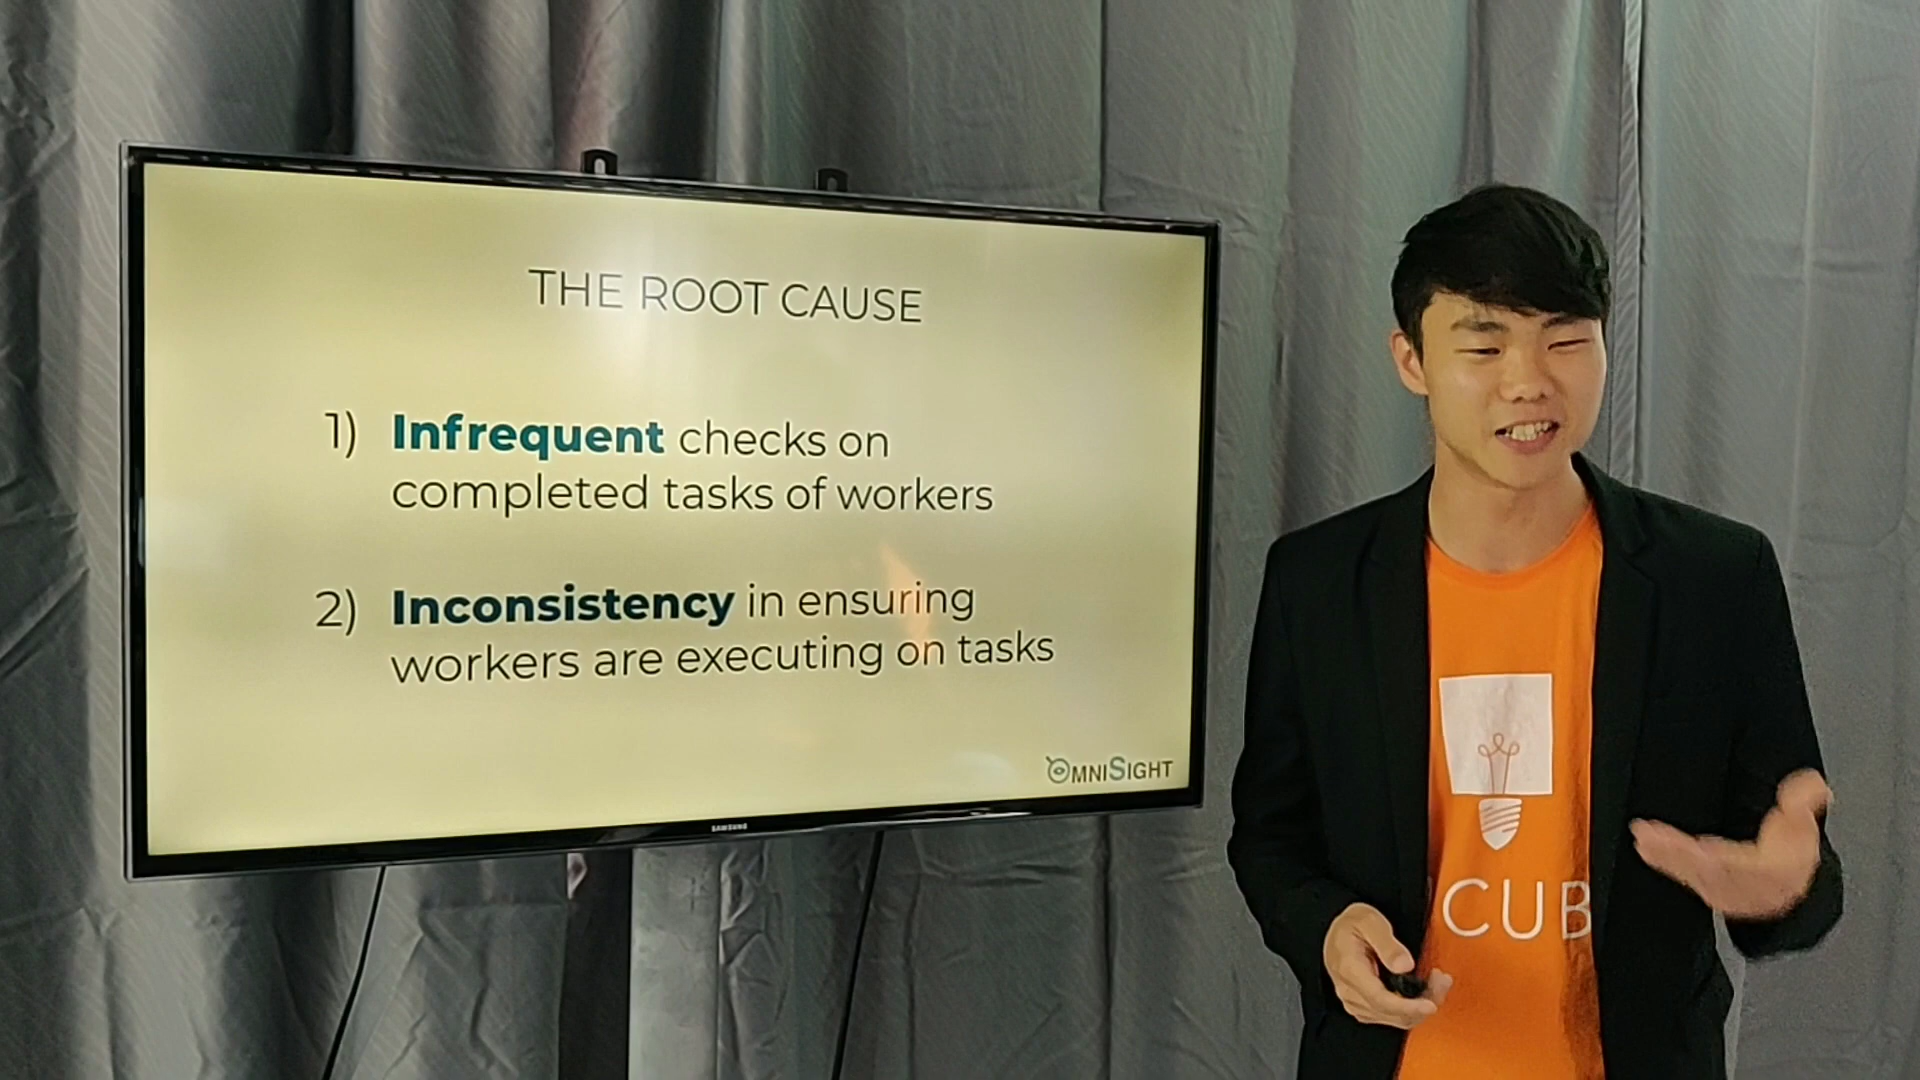 THE ROOT CAUSE
1) Infrequent checks on
completed tasks of workers
2) Inconsistency in ensuring
workers are executing on tasks
OMNISIGHT
SAMSUNG
CUB